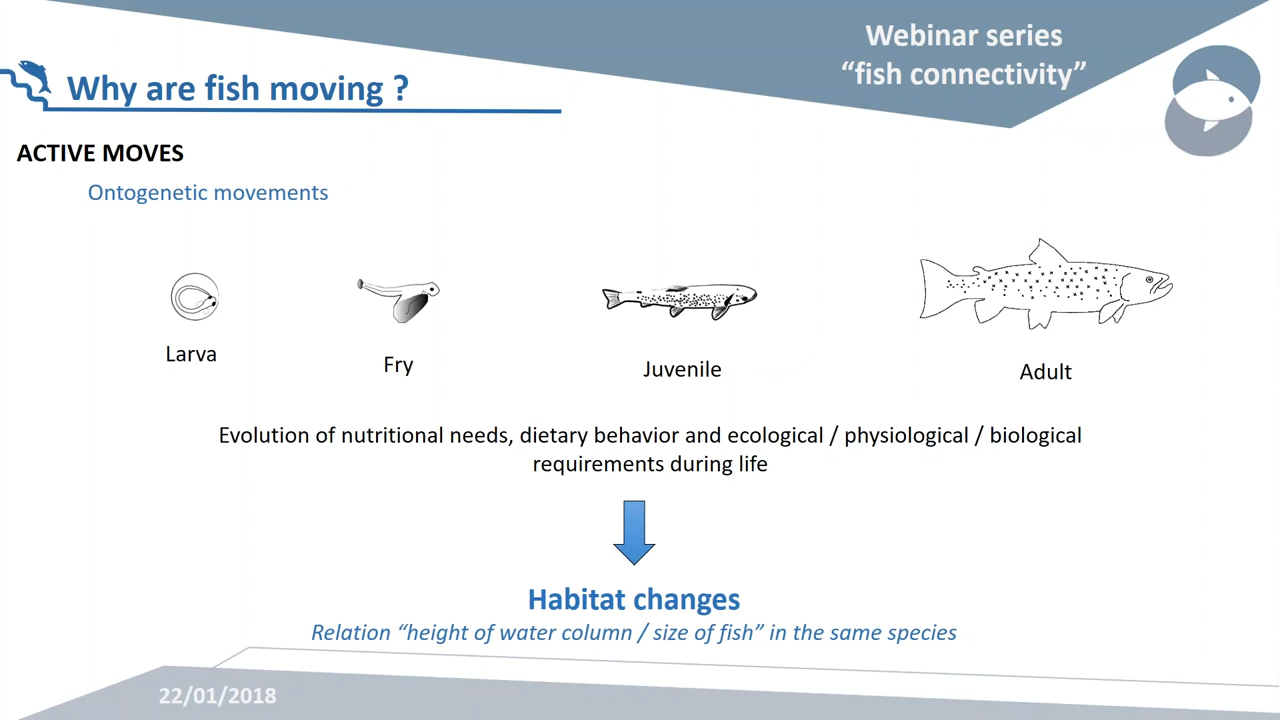 Webinar series
“fish connectivity”
Why are fish moving ?
ACTIVE MOVES
Ontogenetic movements
Larva
Fry
Juvenile
Adult
Evolution of nutritional needs, dietary behavior and ecological / physiological / biological
requirements during life
Habitat changes
Relation “height of water column / size of fish” in the same species
22/01/2018